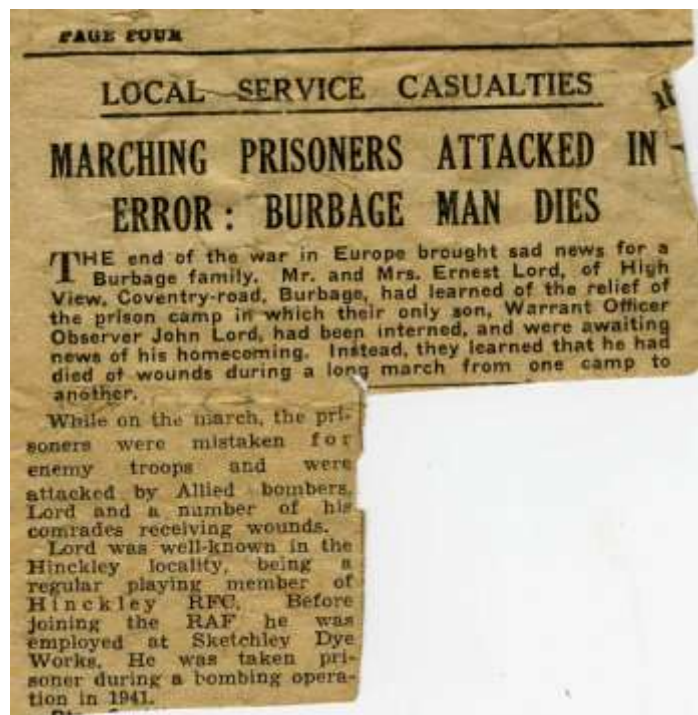 PAGE FOUR
LOCAL SERVICE CASUALTIES
MARCHING PRISONERS ATTACKED IN
ERROR: BURBAGE MAN DIES
THE end of the war in Europe brought sad news for a
Burbage family. Mr. and Mrs. Ernest Lord, of High
View, Coventry-road, Burbage, had learned of the relief of
the prison camp in which their only son, Warrant Officer
Observer John Lord, had been interned, and were awaiting
news of his homecoming. Instead, they learned that he had
died of wounds during a long march from one camp to
another.
While on the march, the pri-
soners were mistaken for
enemy troops and were
attacked by Allied bombers,
Lord and a number of his
comrades receiving wounds.
Lord was well-known in the
Hinckley locality, being a
regular playing member of
Hinckley RFC. Before
joining the RAF he was
employed at Sketchley Dye
Works. He was taken pri-
soner during a bombing opera-
tion in 1941.